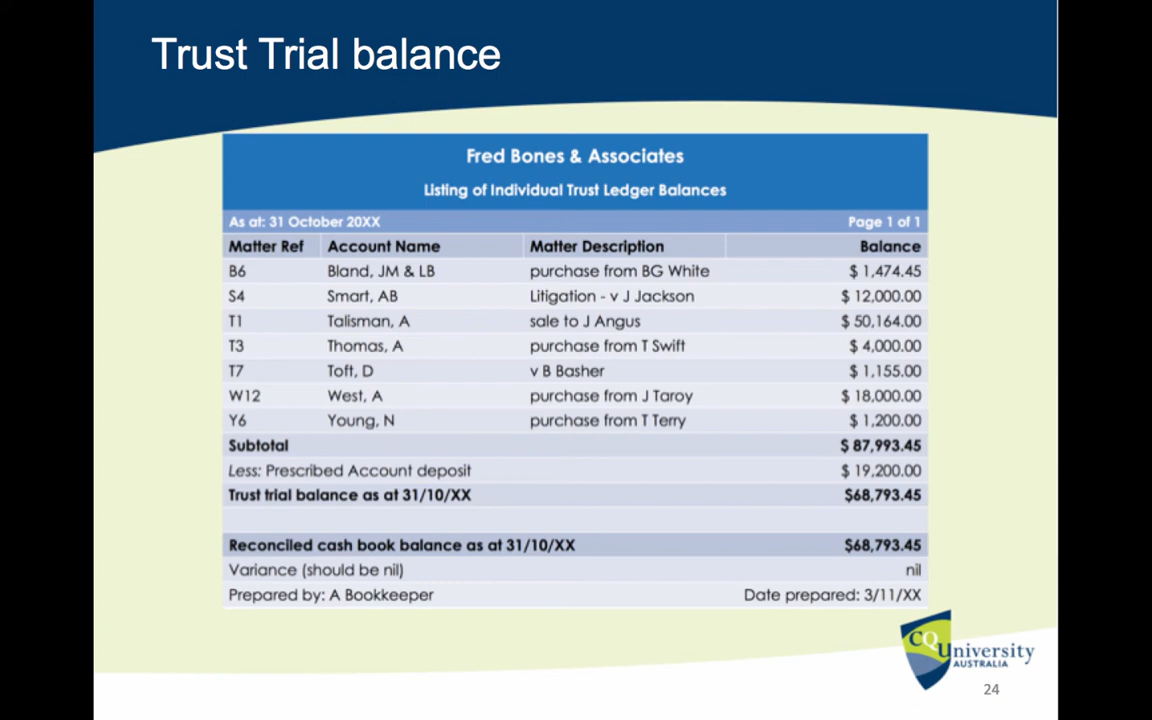 Trust Trial balance
Fred Bones & Associates
Listing of Individual Trust Ledger Balances
As at: 31 October 20XX Page 1 of 1
Matter Ref Account Name Matter Description Balance
B6 Bland, JM & LB purchase from BG White $ 1,474.45
S4 Smart, AB Litigation - v J Jackson $ 12,000.00
T1 Talisman, A sale to J Angus $ 50,164.00
T3 Thomas, A purchase from T Swift $ 4,000.00
T7 Toft, D v B Basher $ 1,155.00
W12 West, A purchase from J Taroy $ 18,000.00
Y6 Young, N purchase from T Terry $ 1,200.00
Subtotal $ 87,993.45
Less: Prescribed Account deposit $ 19,200.00
Trust trial balance as at 31/10/XX $68,793.45
Reconciled cash book balance as at 31/10/XX $68,793.45
Variance (should be nil) nil
Prepared by: A Bookkeeper Date prepared: 3/11/XX
CQUniversity
AUSTRALIA
24